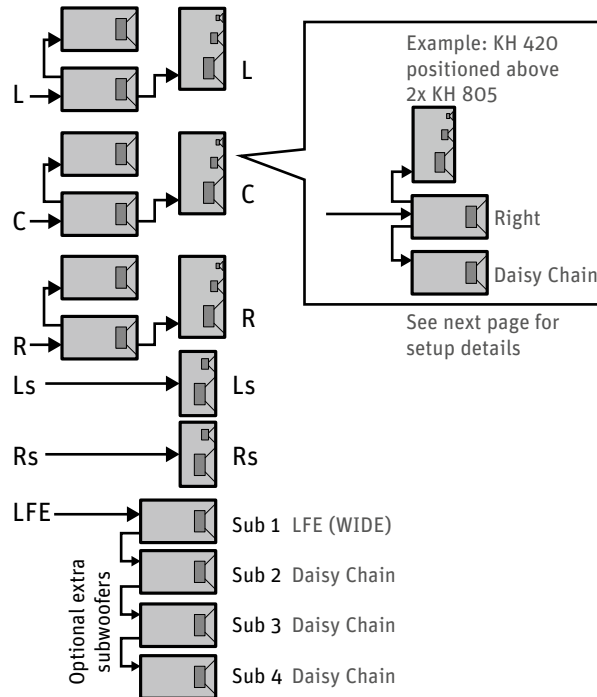 L
L
Example: KH 420
positioned above
2x KH 805
C
C
Right
Daisy Chain
See next page for
setup details
R
R
Ls
Ls
Rs
Rs
LFE
Sub 1 LFE (WIDE)
Sub 2 Daisy Chain
Sub 3 Daisy Chain
Sub 4 Daisy Chain
Optional extra
subwoofers